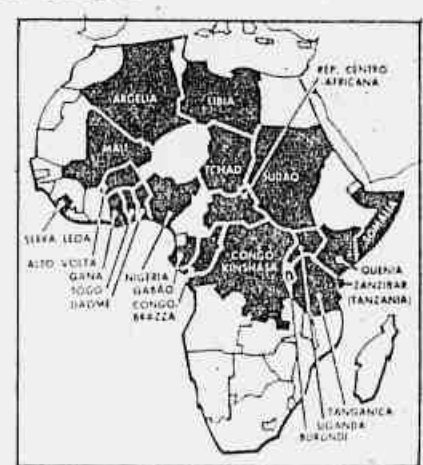 REP. CENTRO
-AFRICANA
ARGELIA
LIBIA
MALI
TCHAD
SUDÃO
SOMALIA
SERRA LEOA
ALTO VOLTA
GANA
TOGO
DAOMÉ
NIGERIA
GABÃO
CONGO-
BRAZZA
CONGO
KINSHASA
QUENIA
ZANZIBAR
(TANZANIA)
TANGANICA
UGANDA
BURUNDI